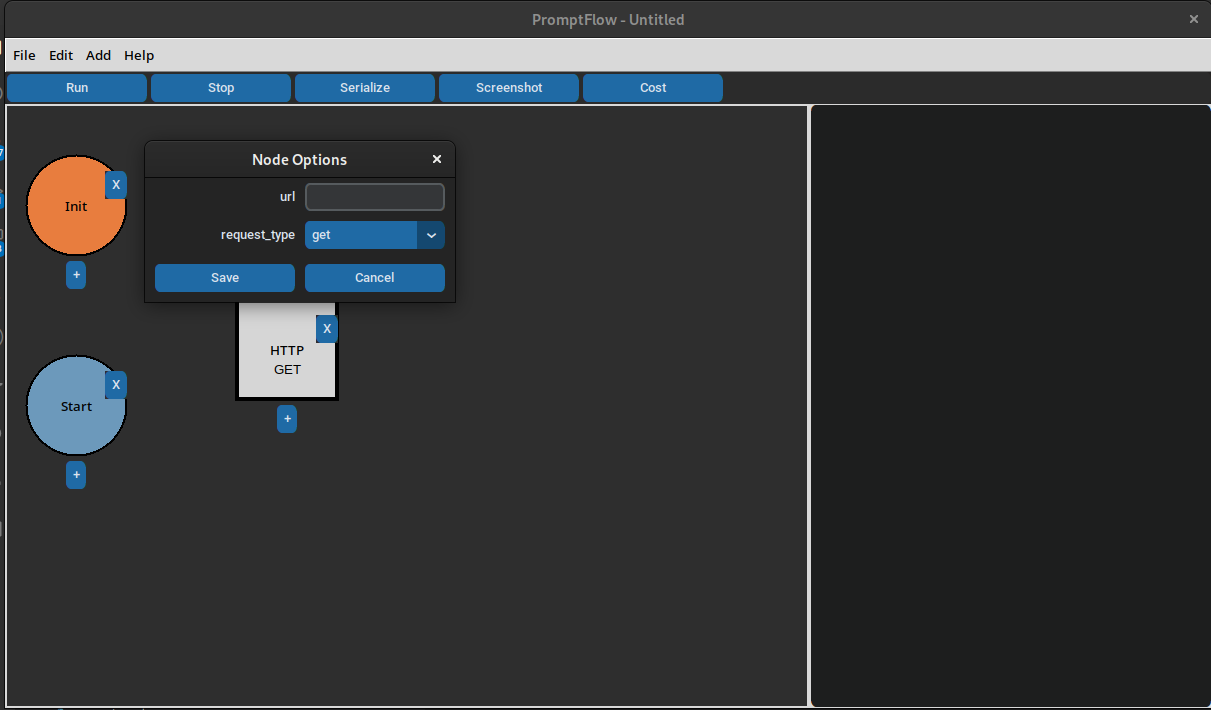 PromptFlow - Untitled
×
File Edit Add Help
Run Stop Serialize Screenshot Cost
Node Options ×
url
request_type get
Save Cancel
X
Init
+
X
HTTP
GET
+
X
Start
+